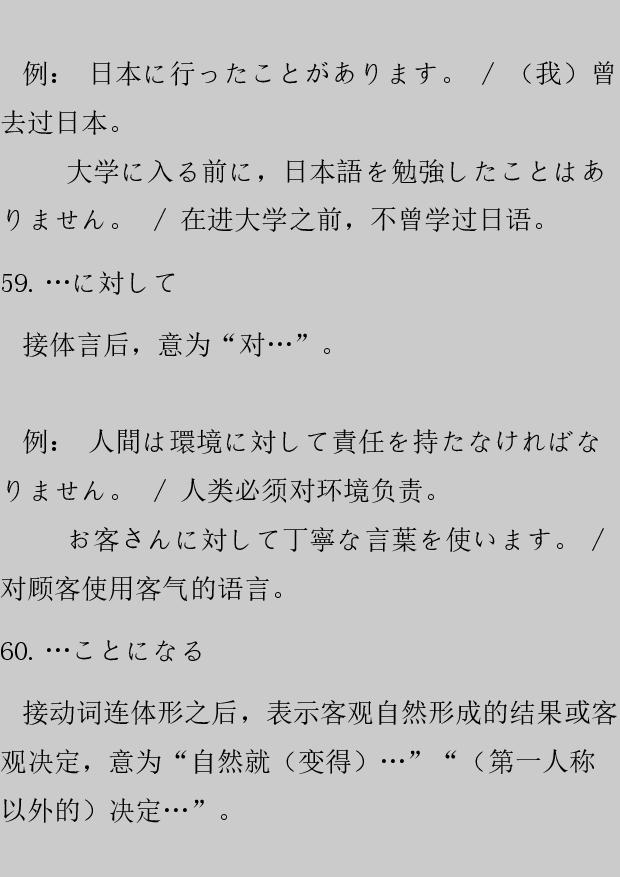 例： 日本に行ったことがあります。 / （我）曾
去过日本。
大学に入る前に，日本語を勉強したことはあ
りません。 / 在进大学之前，不曾学过日语。
59. …に対して
接体言后，意为“对…”。
例： 人間は環境に対して責任を持たなければな
りません。 / 人类必须对环境负责。
お客さんに対して丁寧な言葉を使います。 /
对顾客使用客气的语言。
60. …ことになる
接动词连体形之后，表示客观自然形成的结果或客
观决定，意为“自然就（变得）…”“（第一人称
以外的）决定…”。